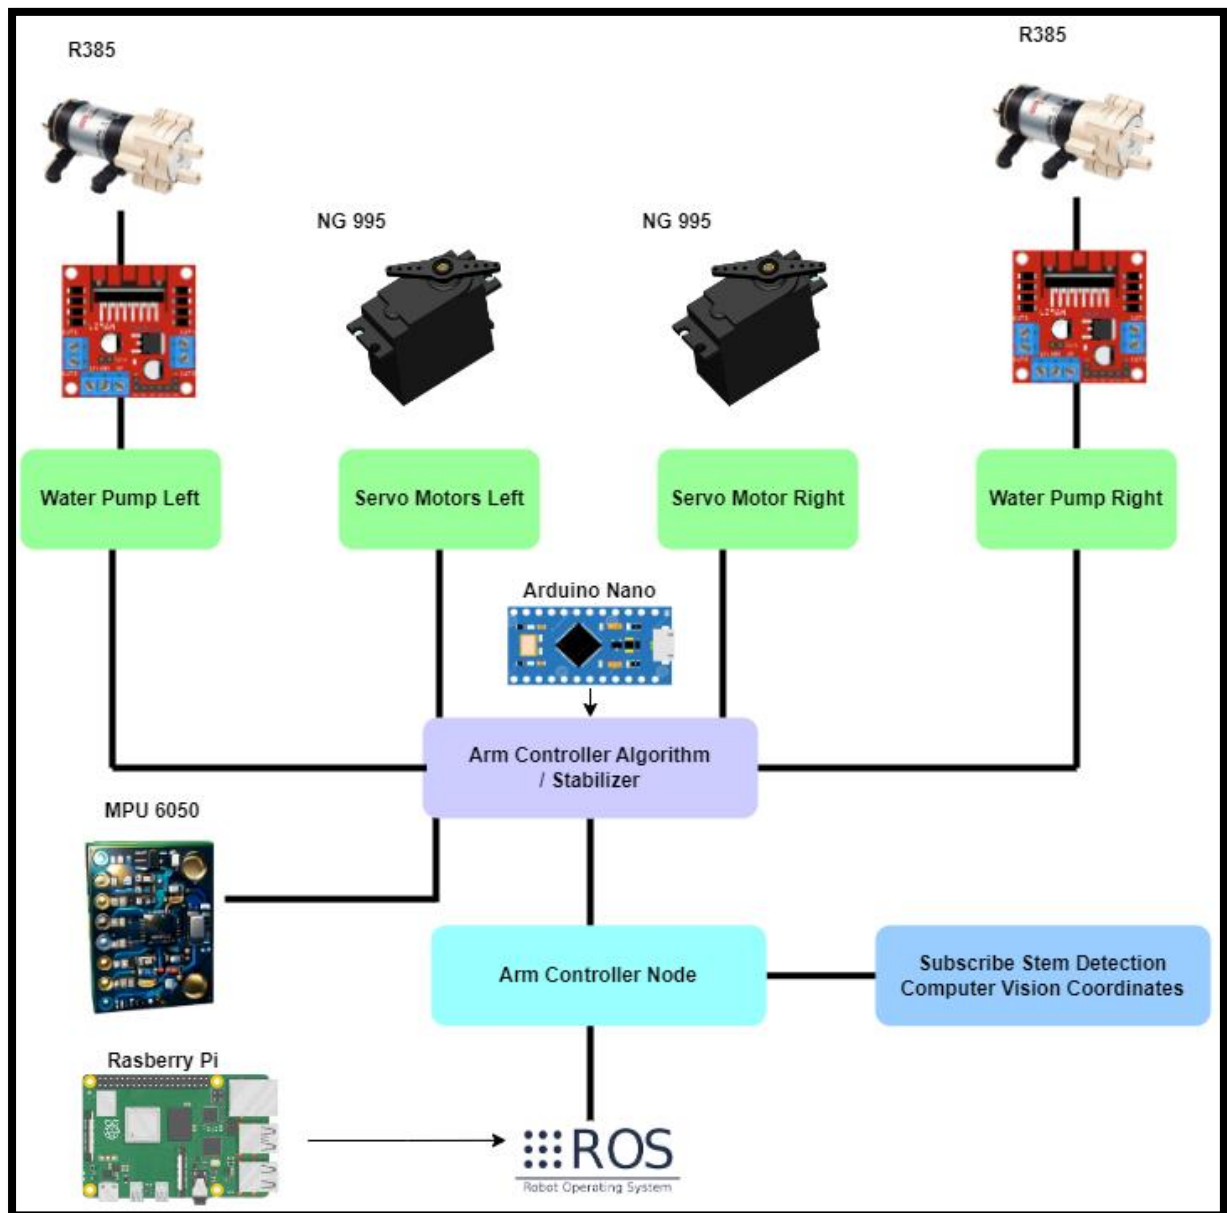 R385
R385
NG 995
NG 995
Water Pump Left
Servo Motors Left
Servo Motor Right
Water Pump Right
Arduino Nano
Arm Controller Algorithm
/ Stabilizer
MPU 6050
Arm Controller Node
Subscribe Stem Detection
Computer Vision Coordinates
Rasberry Pi
ROS
Robot Operating System